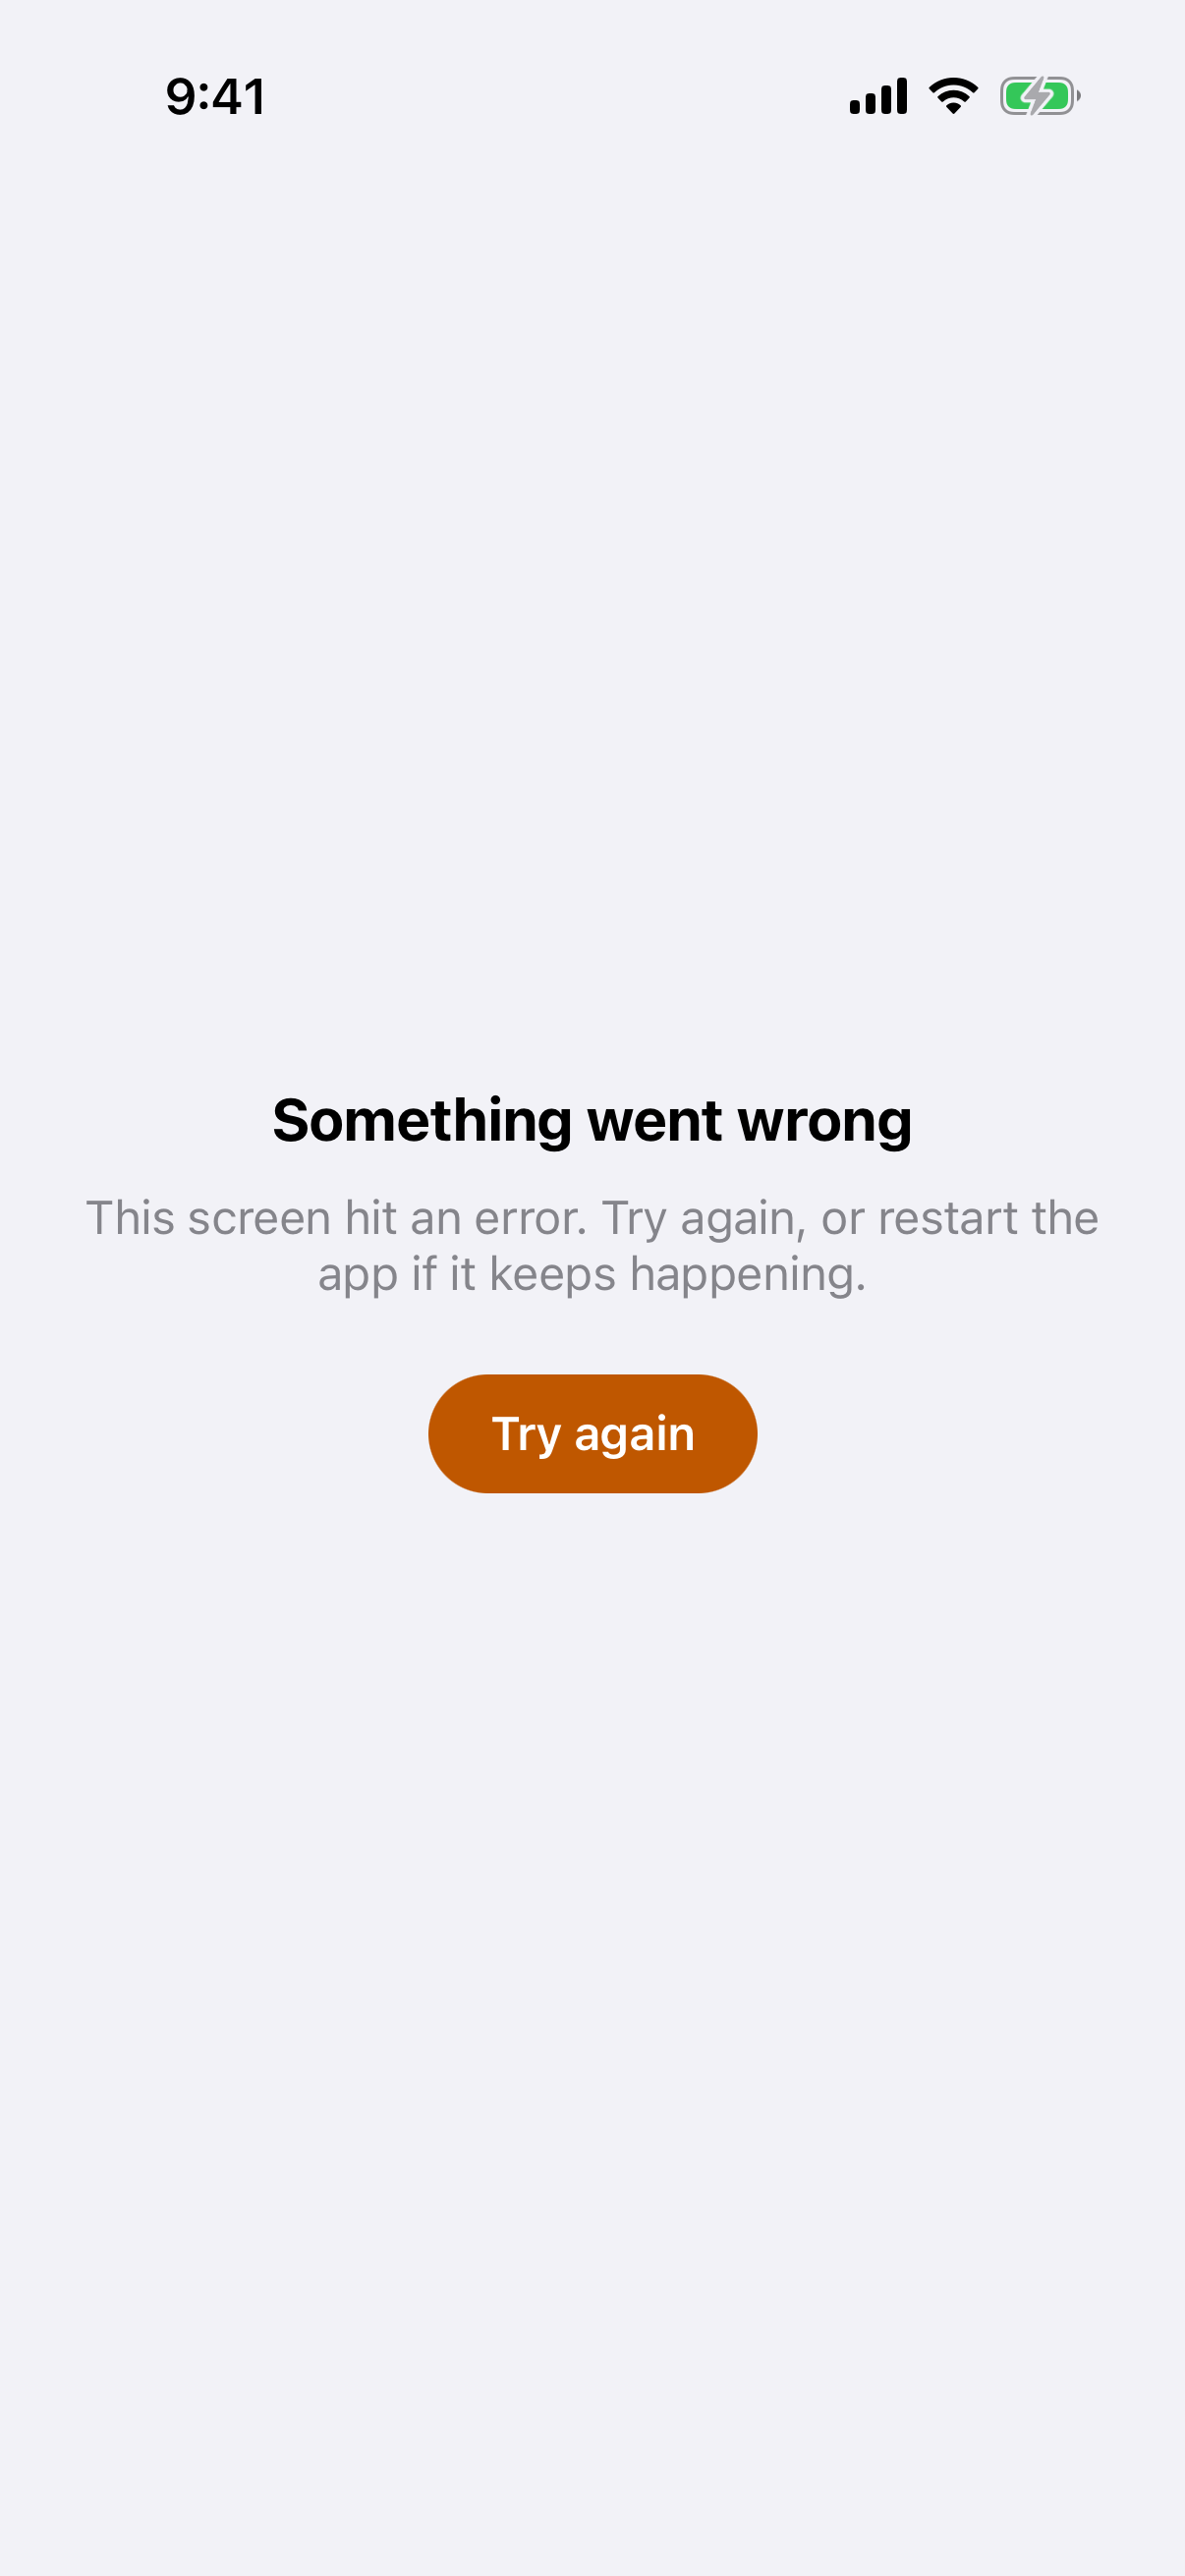 9:41
Something went wrong
This screen hit an error. Try again, or restart the
app if it keeps happening.
Try again